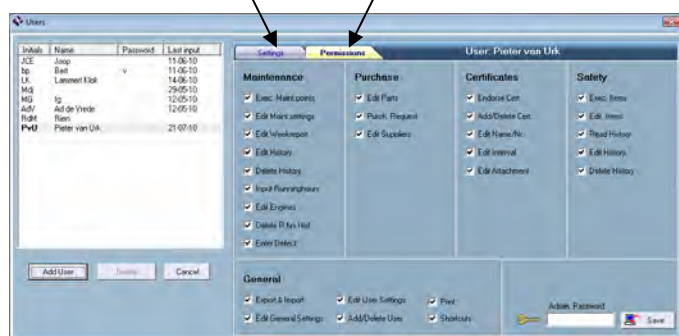 Users
Initials Name Password Last input
JCE Joop 11-06-10
bp Bert v 11-06-10
LK Lammert Klok 14-06-10
Mdj 29-05-10
MG tg 12-05-10
AdV Ad de Vrede 12-05-10
RdM Rien
PvU Pieter van Urk 21-07-10
Add User Delete Cancel
Settings Permissions User: Pieter van Urk
Maintenance Purchase Certificates Safety
Exec. Maint.points Edit Parts Endorse Cert. Exec. Items
Edit Maint.settings Purch. Request Add/Delete Cert. Edit Items
Edit Weekreport Edit Suppliers Edit Name/Nr. Read History
Edit History Edit Interval Edit History
Delete History Edit Attachment Delete History
Input Runninghours
Edit Engines
Delete R.hrs Hist
Enter Defect
General
Export & Import Edit User Settings Print
Edit General Settings Add/Delete User Shortcuts
Admin. Password
Save